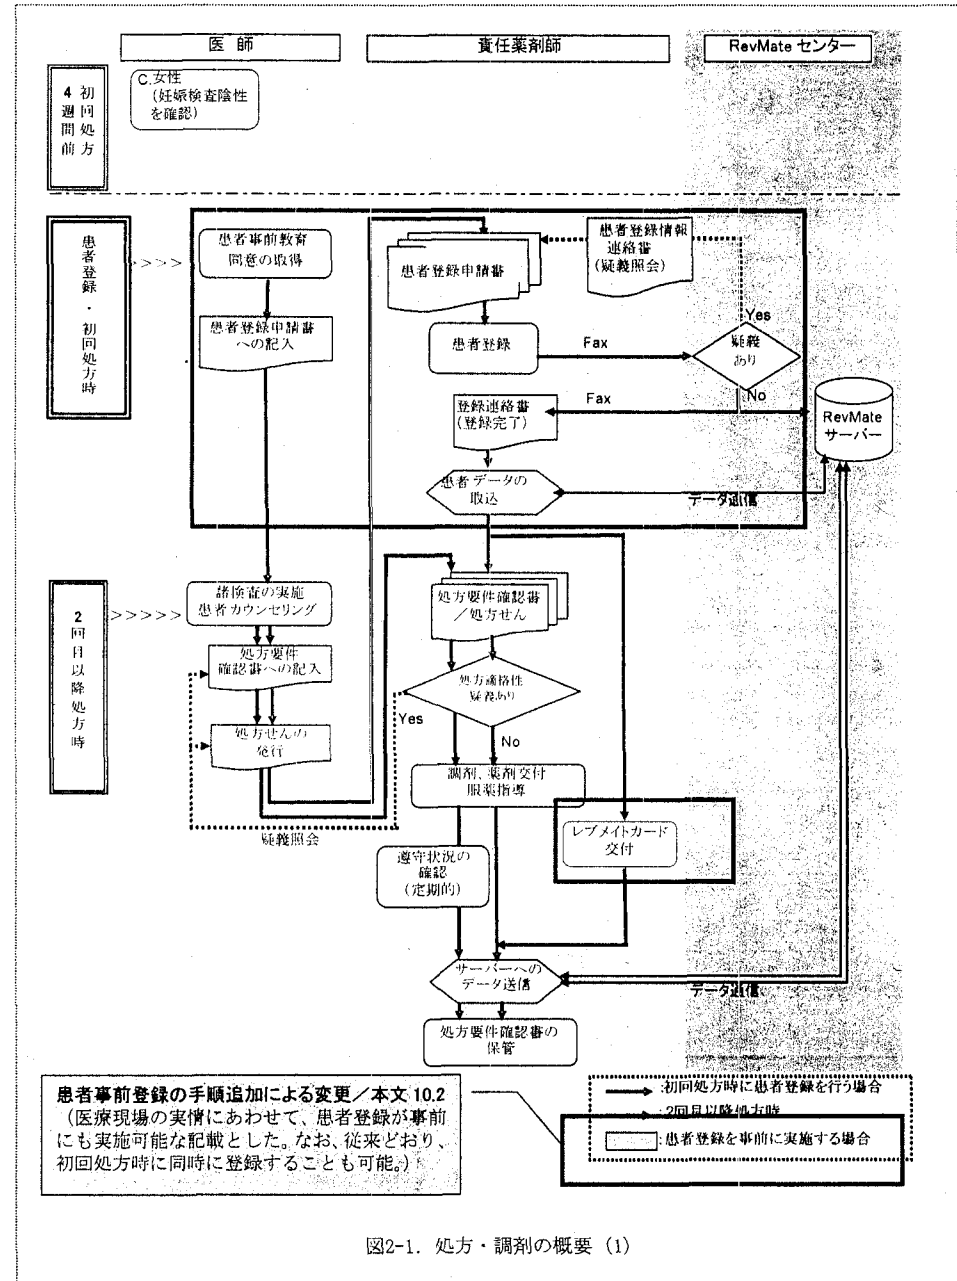 医 師
責任薬剤師
RevMate センター
初回処方
4週間前
C.女性
(妊娠検査陰性
を確認)
患者登録・初回処方時
>>>>
患者事前教育
同意の取得
患者登録申請書
への記入
患者登録申請書
患者登録情報
連絡書
(疑義照会)
患者登録
Fax
Yes
疑義
あり
No
Fax
登録連絡書
(登録完了)
RevMate
サーバー
患者データの
取込
データ通信
2回目以降処方時
>>>>>
諸検査の実施
患者カウンセリング
処方要件
確認書への記入
処方せんの
発行
処方要件確認書
/処方せん
処方適格性
疑義あり
Yes
No
調剤、薬剤交付
服薬指導
疑義照会
遵守状況の
確認
(定期的)
レブメイトカード
交付
サーバーへの
データ送信
データ通信
処方要件確認書の
保管
患者事前登録の手順追加による変更/本文 10.2
(医療現場の実情にあわせて、患者登録が事前
にも実施可能な記載とした。なお、従来どおり、
初回処方時に同時に登録することも可能。)
:初回処方時に患者登録を行う場合
:2回目以降処方時
:患者登録を事前に実施する場合
図2-1. 処方・調剤の概要 (1)